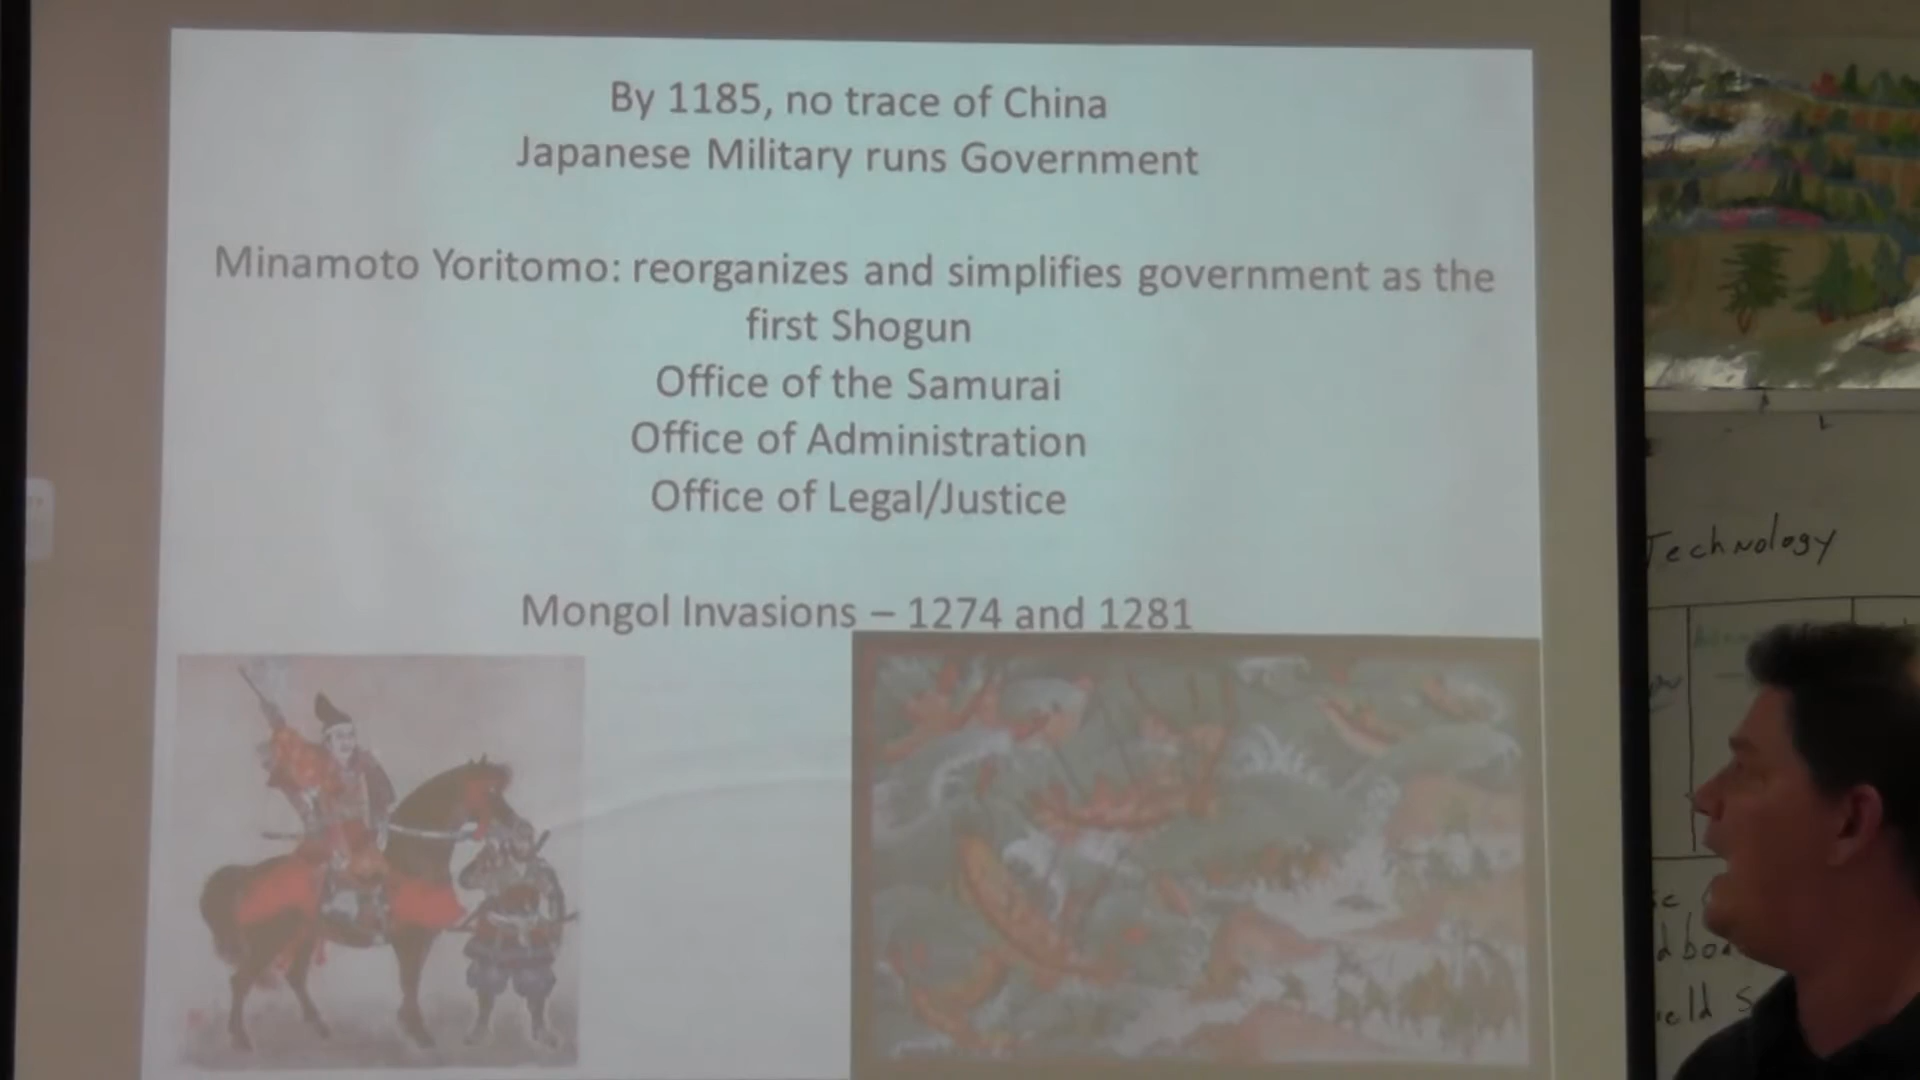 By 1185, no trace of China
Japanese Military runs Government
Minamoto Yoritomo: reorganizes and simplifies government as the
first Shogun
Office of the Samurai
Office of Administration
Office of Legal/Justice
Mongol Invasions – 1274 and 1281
Technology